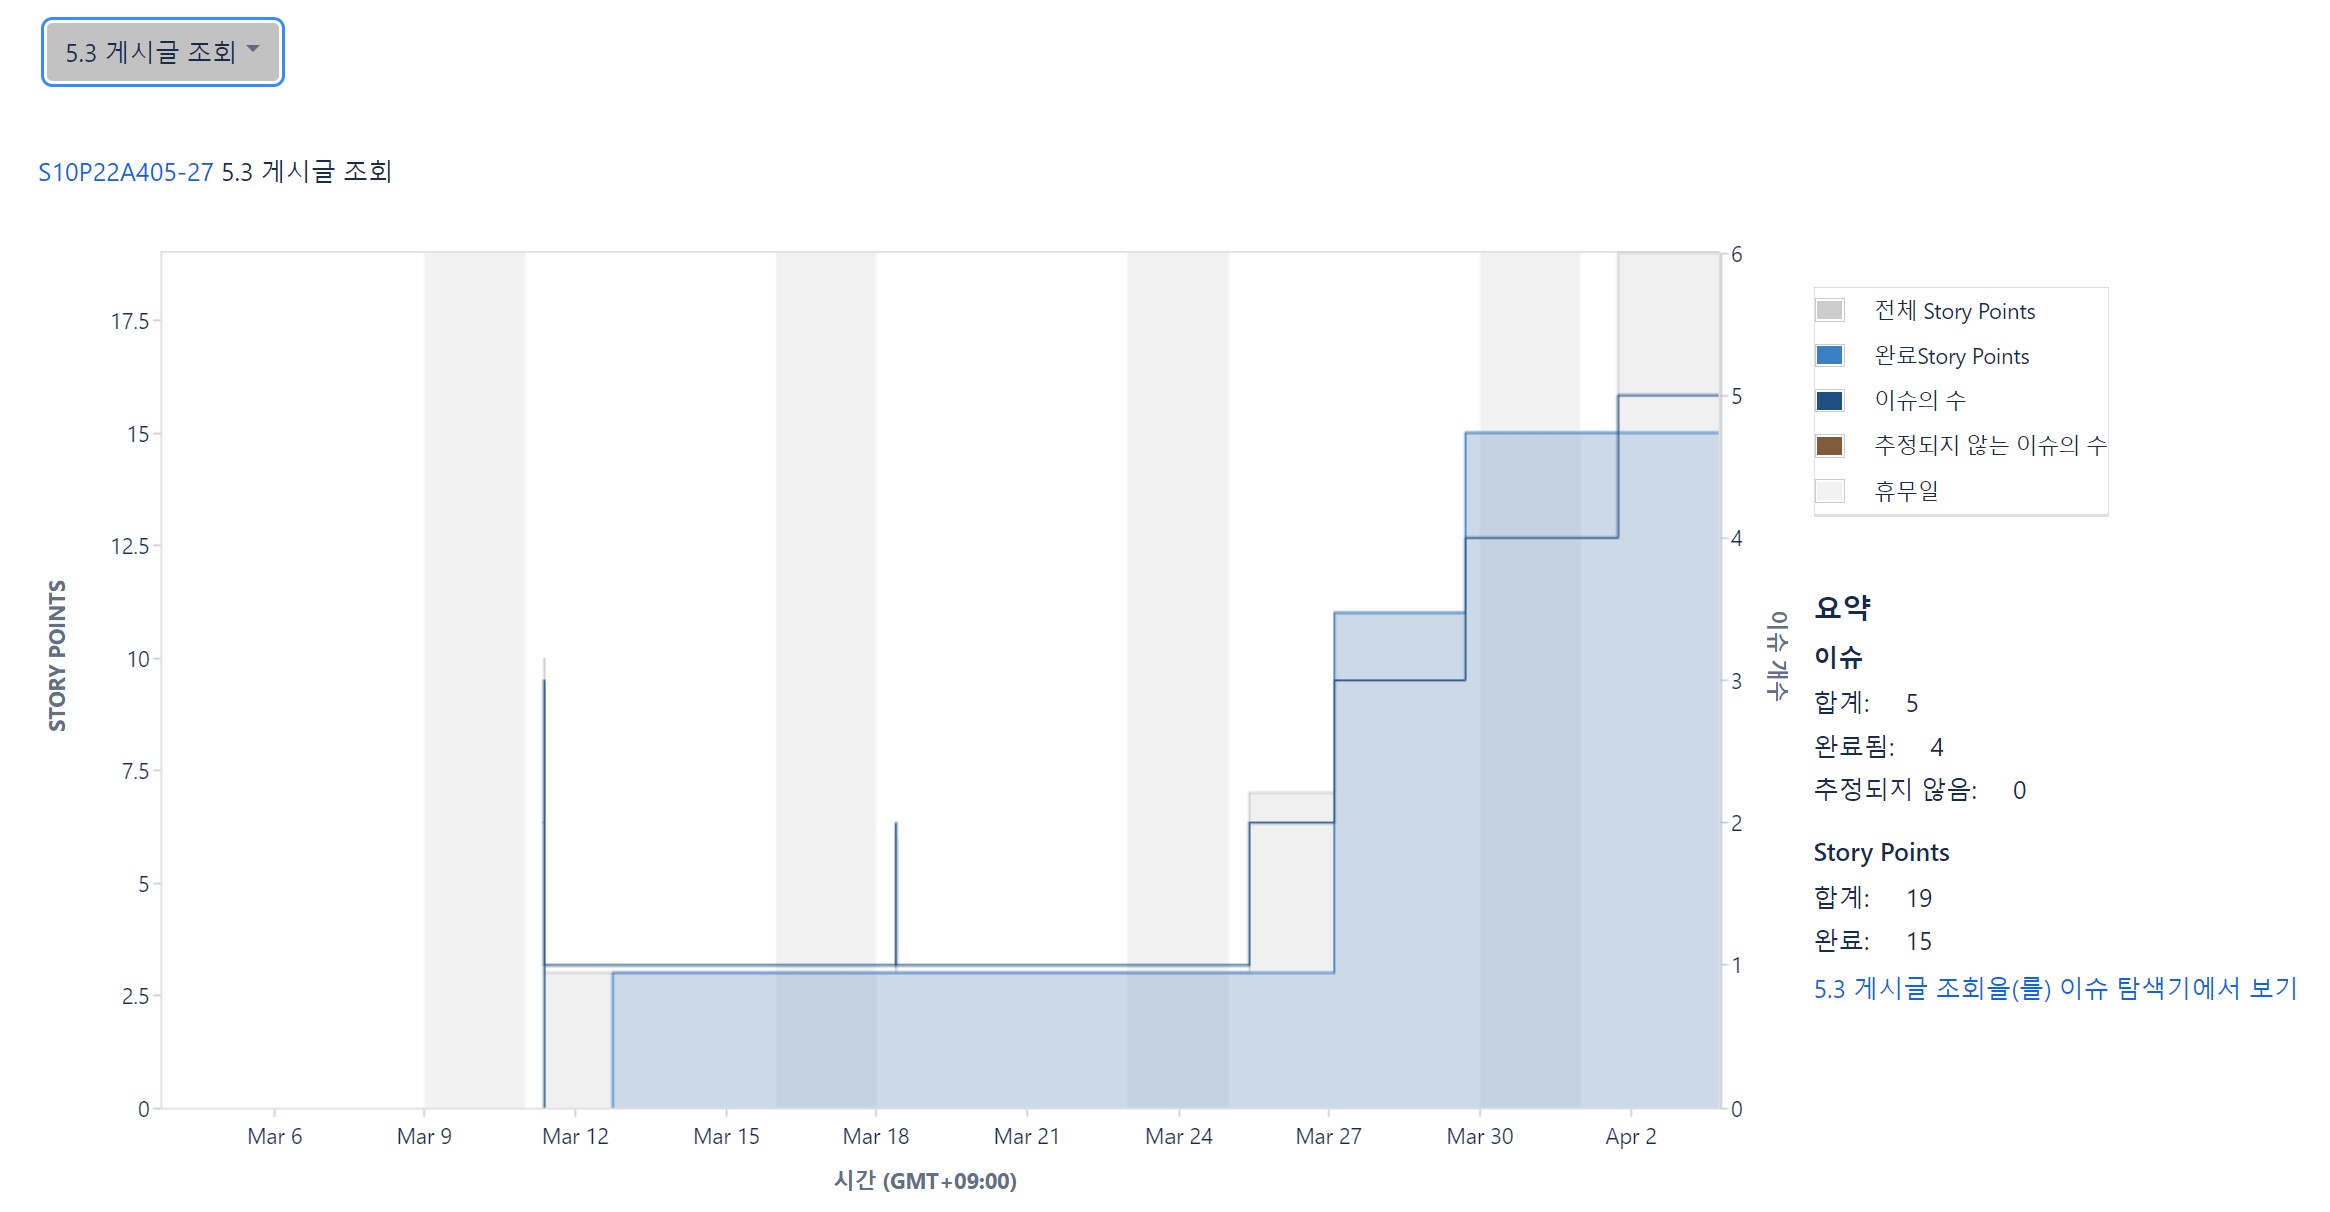 5.3 게시글 조회
S10P22A405-27 5.3 게시글 조회
STORY POINTS
17.5
15
12.5
10
7.5
5
2.5
0
6
5
4
3
2
1
0
이슈 개수
Mar 6 Mar 9 Mar 12 Mar 15 Mar 18 Mar 21 Mar 24 Mar 27 Mar 30 Apr 2
시간 (GMT+09:00)
전체 Story Points
완료Story Points
이슈의 수
추정되지 않는 이슈의 수
휴무일
요약
이슈
합계: 5
완료됨: 4
추정되지 않음: 0
Story Points
합계: 19
완료: 15
5.3 게시글 조회을(를) 이슈 탐색기에서 보기